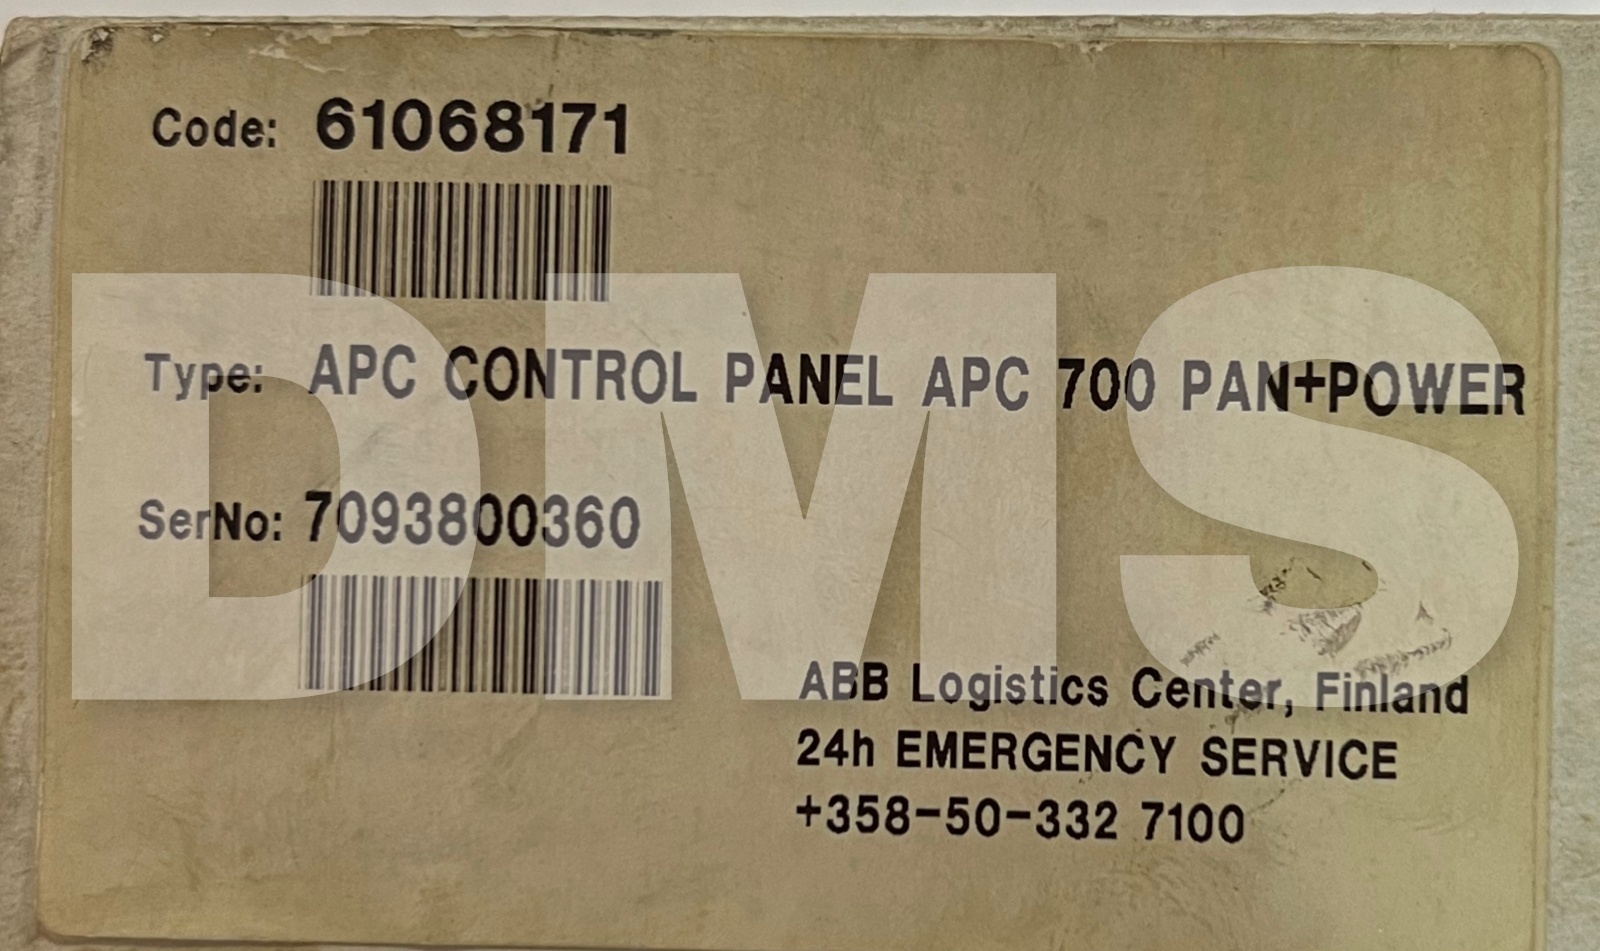 Code: 61068171
Type: APC CONTROL PANEL APC 700 PAN+POWER
SerNo: 7093800360
DMS
ABB Logistics Center, Finland
24h EMERGENCY SERVICE
+358-50-332 7100